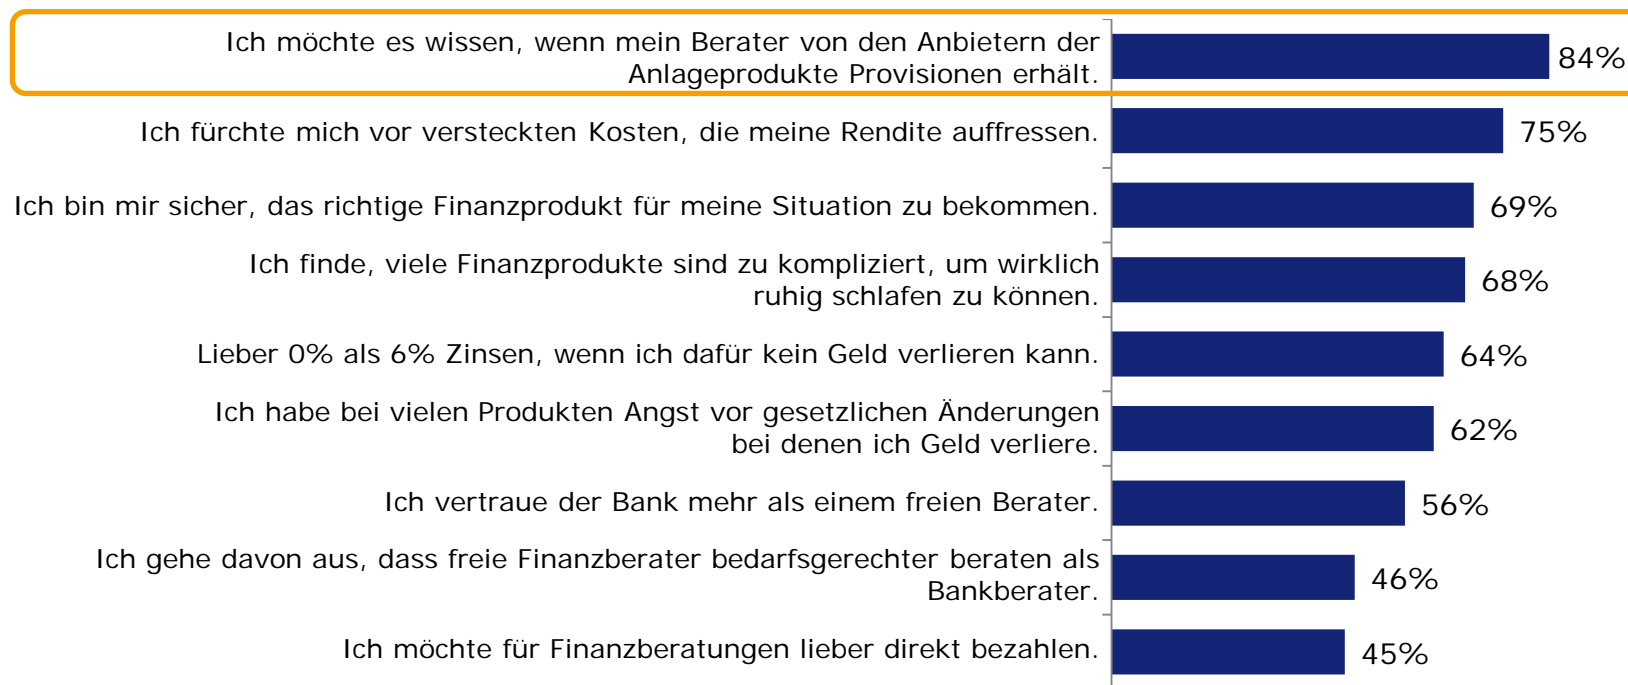 Ich möchte es wissen, wenn mein Berater von den Anbietern der
Anlageprodukte Provisionen erhält.
84%
Ich fürchte mich vor versteckten Kosten, die meine Rendite auffressen.
75%
Ich bin mir sicher, das richtige Finanzprodukt für meine Situation zu bekommen.
69%
Ich finde, viele Finanzprodukte sind zu kompliziert, um wirklich
ruhig schlafen zu können.
68%
Lieber 0% als 6% Zinsen, wenn ich dafür kein Geld verlieren kann.
64%
Ich habe bei vielen Produkten Angst vor gesetzlichen Änderungen
bei denen ich Geld verliere.
62%
Ich vertraue der Bank mehr als einem freien Berater.
56%
Ich gehe davon aus, dass freie Finanzberater bedarfsgerechter beraten als
Bankberater.
46%
Ich möchte für Finanzberatungen lieber direkt bezahlen.
45%